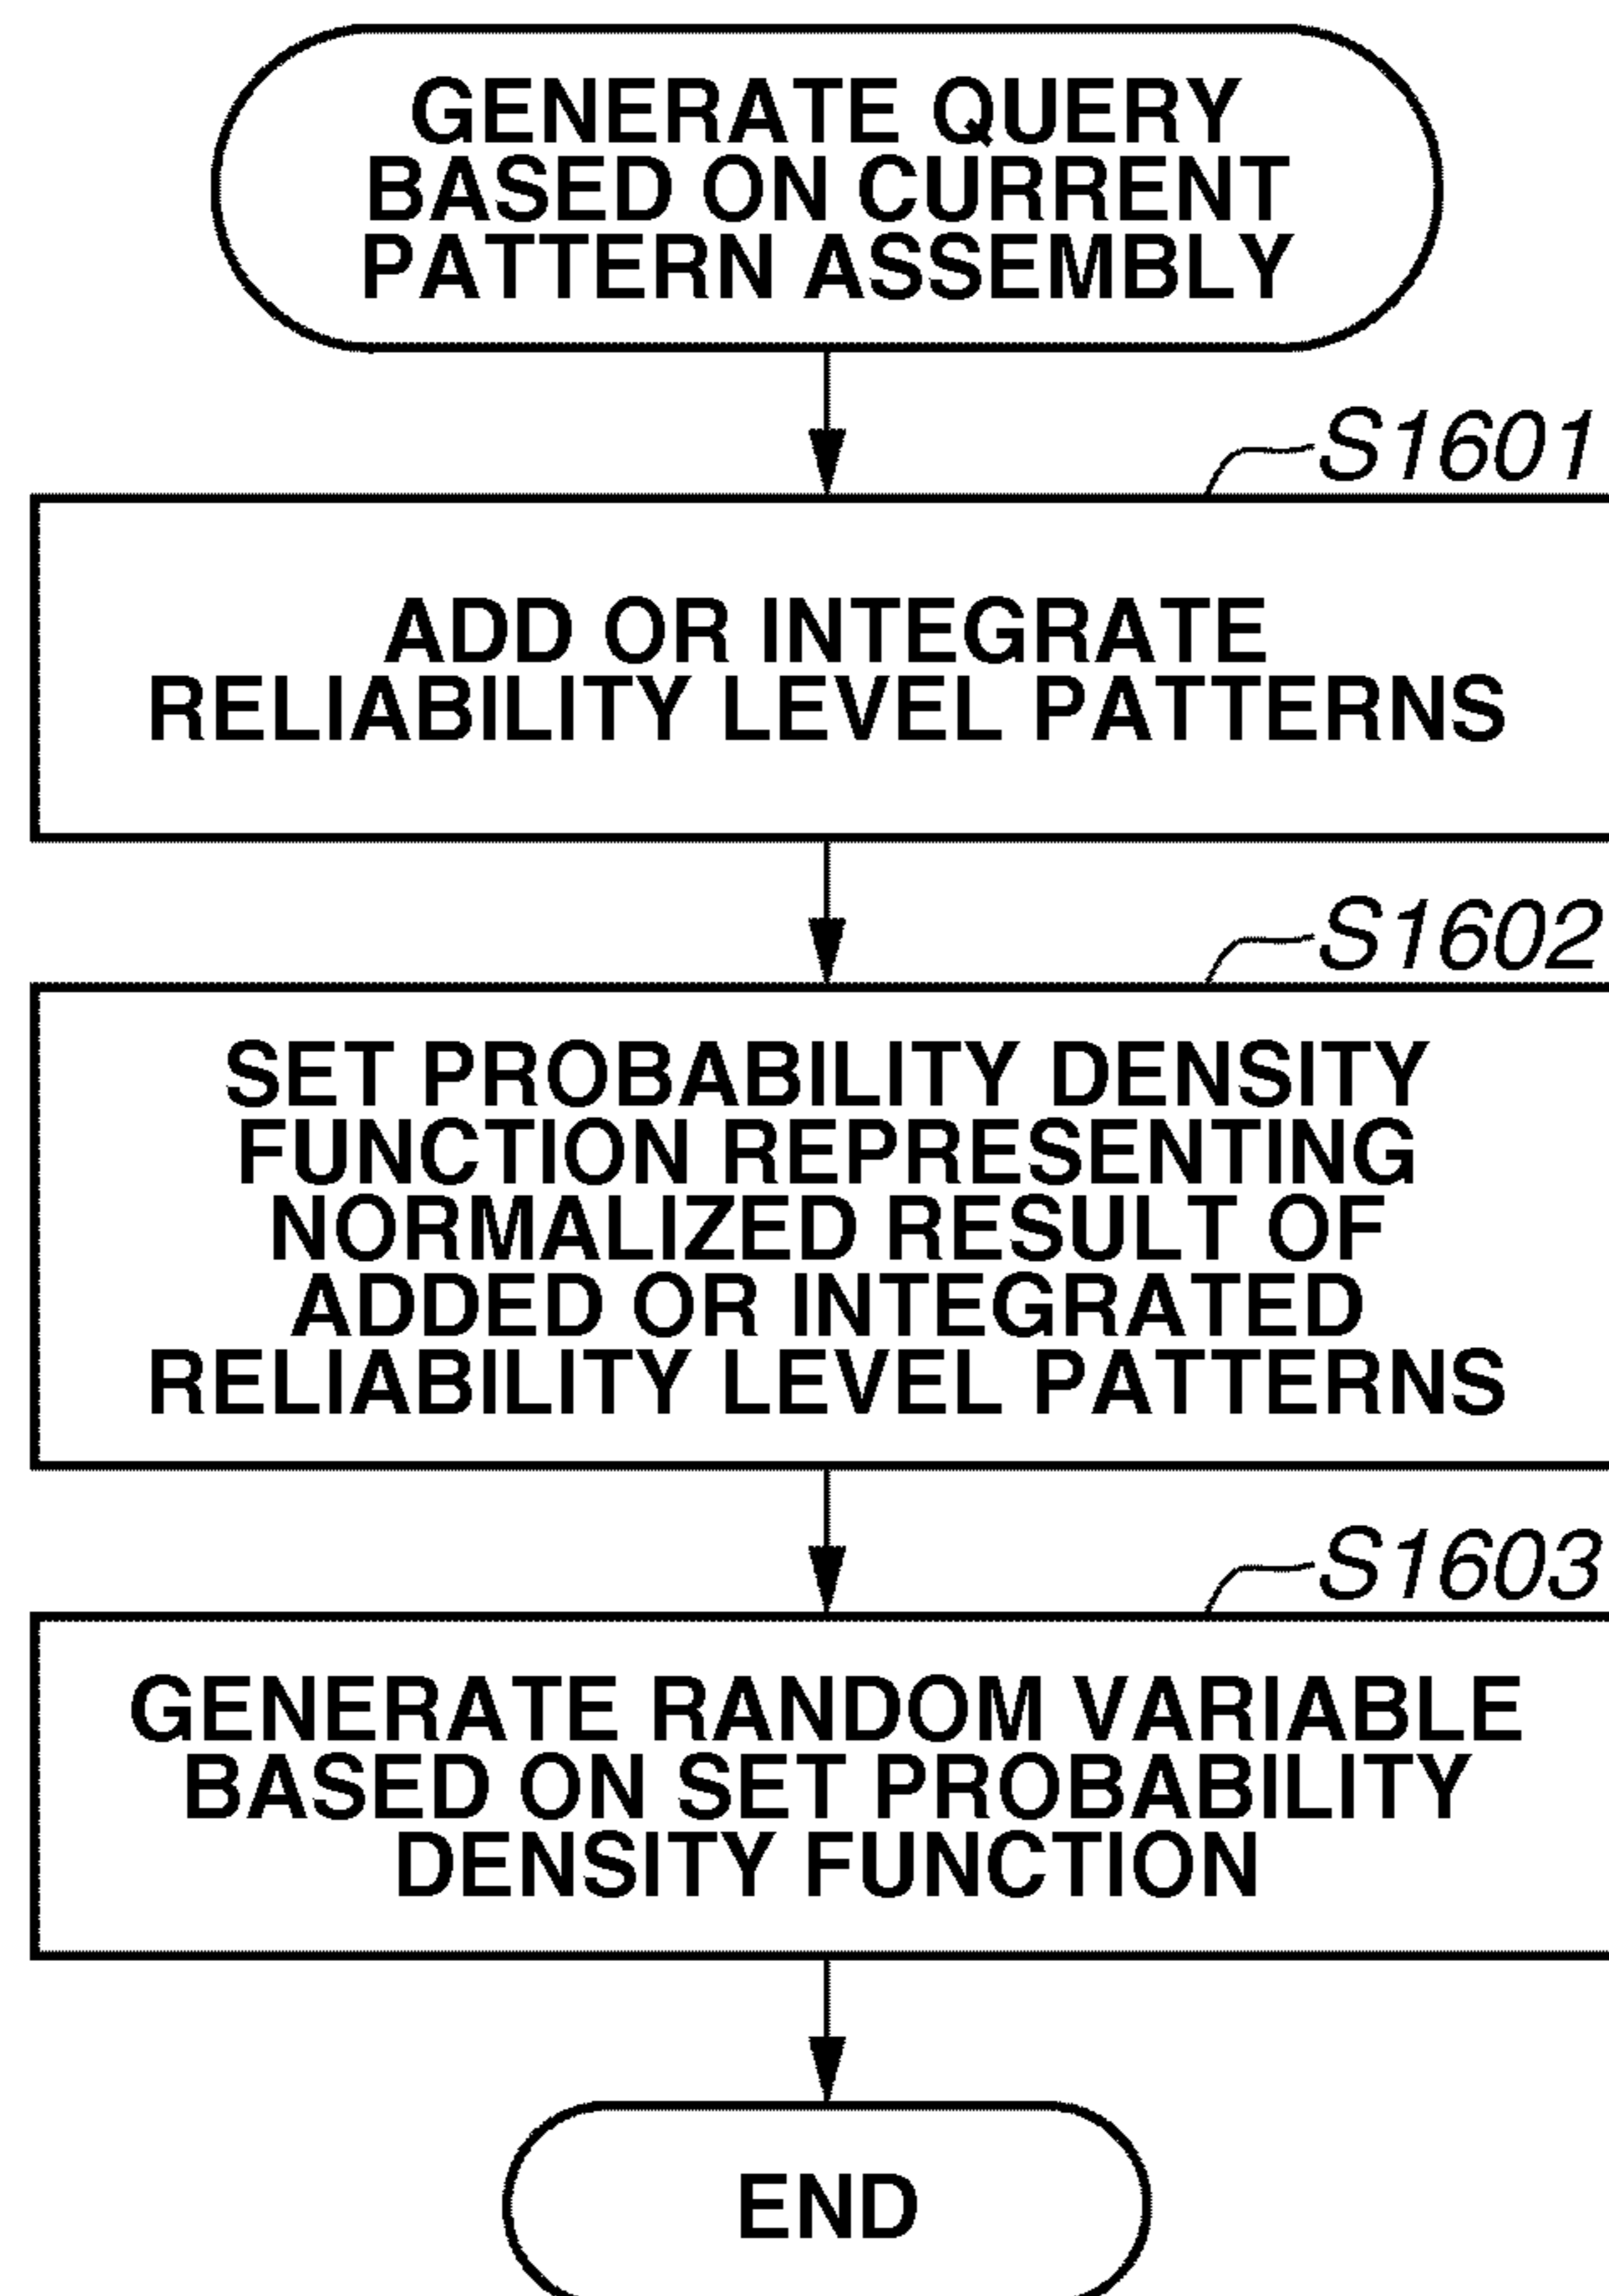 GENERATE QUERY
BASED ON CURRENT
PATTERN ASSEMBLY
S1601
ADD OR INTEGRATE
RELIABILITY LEVEL PATTERNS
S1602
SET PROBABILITY DENSITY
FUNCTION REPRESENTING
NORMALIZED RESULT OF
ADDED OR INTEGRATED
RELIABILITY LEVEL PATTERNS
S1603
GENERATE RANDOM VARIABLE
BASED ON SET PROBABILITY
DENSITY FUNCTION
END